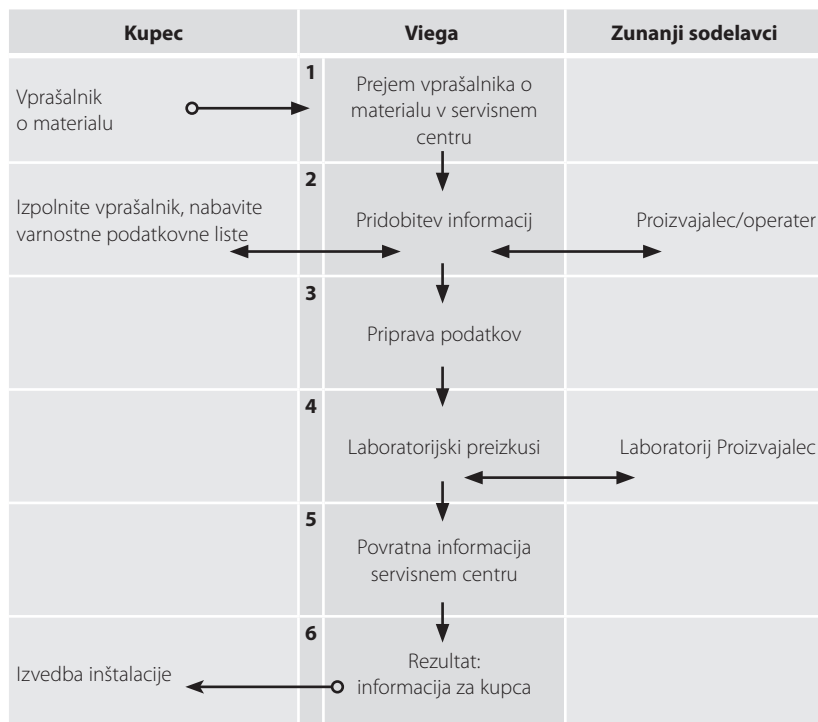 Kupec
Viega
Zunanji sodelavci
Vprašalnik
o materialu
1
Prejem vprašalnika o
materialu v servisnem
centru
Izpolnite vprašalnik, nabavite
varnostne podatkovne liste
2
Pridobitev informacij
Proizvajalec/operater
3
Priprava podatkov
4
Laboratorijski preizkusi
Laboratorij Proizvajalec
5
Povratna informacija
servisnem centru
Izvedba inštalacije
6
Rezultat:
informacija za kupca